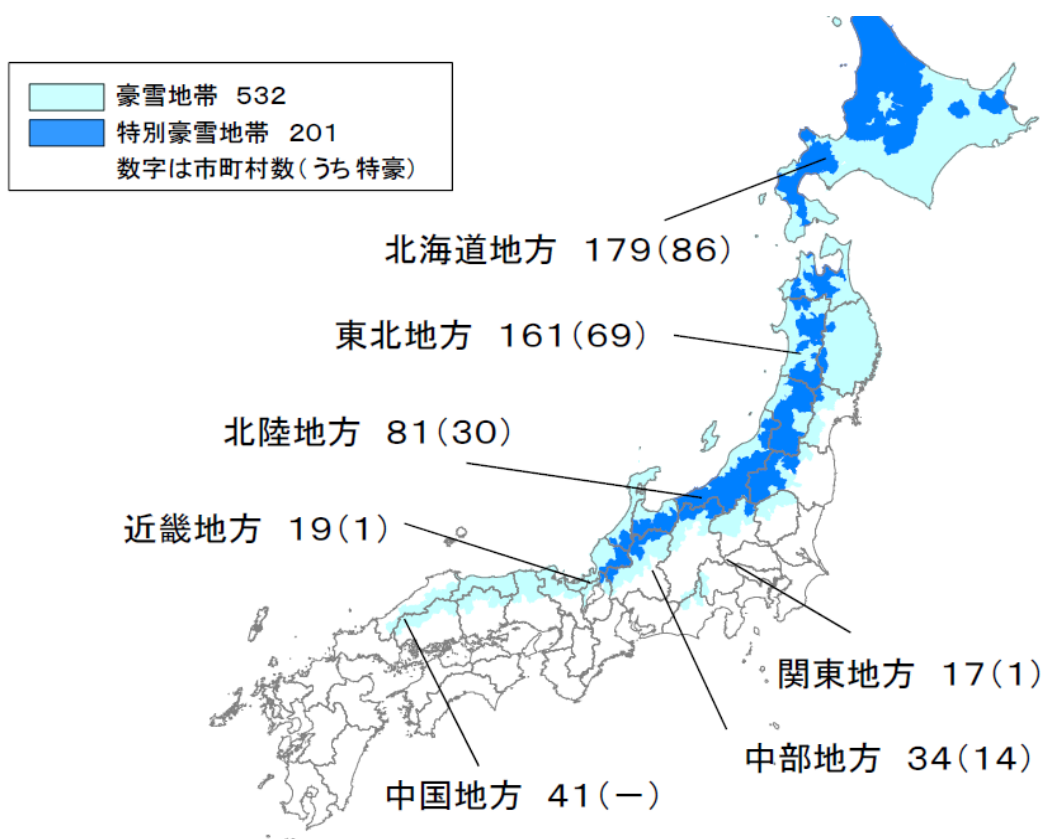 豪雪地帯 532
特別豪雪地帯 201
数字は市町村数(うち特豪)
北海道地方 179(86)
東北地方 161(69)
北陸地方 81(30)
近畿地方 19(1)
関東地方 17(1)
中部地方 34(14)
中国地方 41(ー)